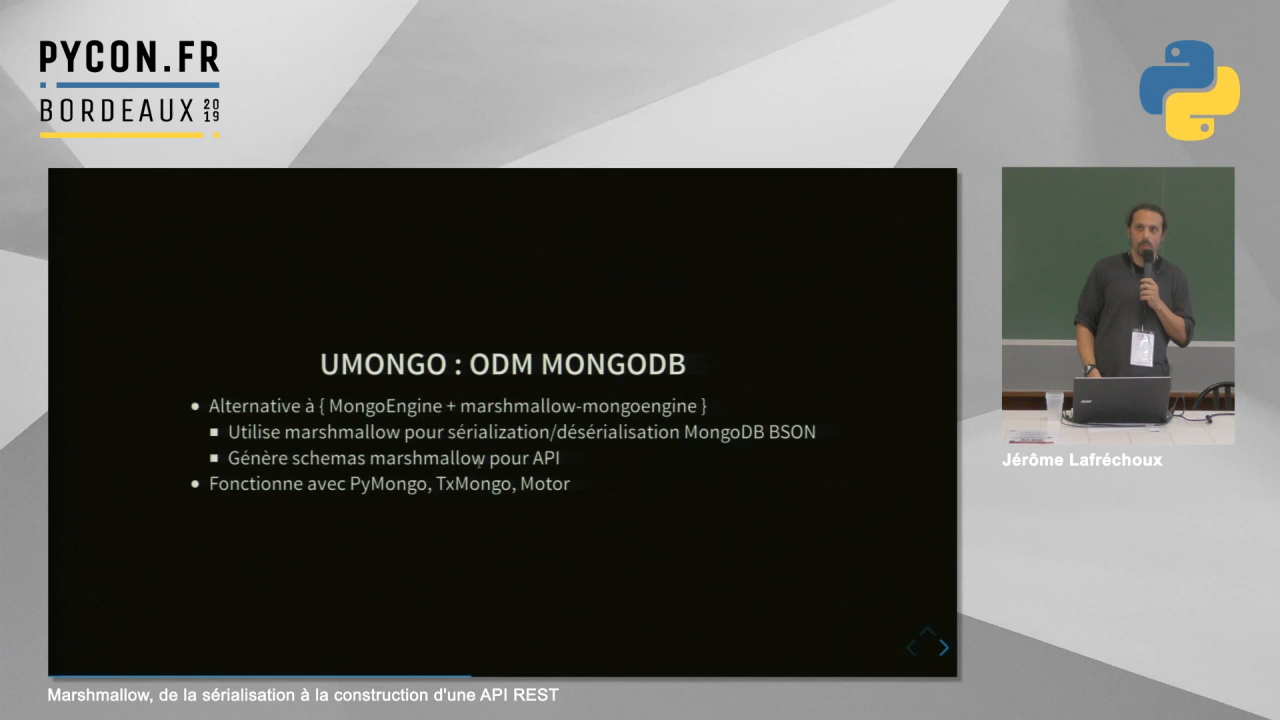 PYCON.FR
BORDEAUX 2019
UMONGO : ODM MONGODB
Alternative à { MongoEngine + marshmallow-mongoengine }
Utilise marshmallow pour sérialization/désérialisation MongoDB BSON
Génère schemas marshmallow pour API
Fonctionne avec PyMongo, TxMongo, Motor
Jérôme Lafréchoux
Marshmallow, de la sérialisation à la construction d'une API REST